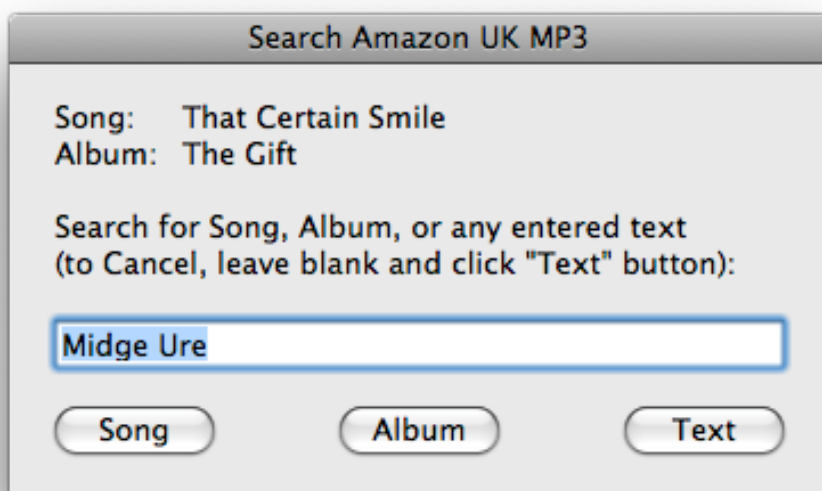 Search Amazon UK MP3
Song: That Certain Smile
Album: The Gift
Search for Song, Album, or any entered text
(to Cancel, leave blank and click "Text" button):
Midge Ure
Song Album Text